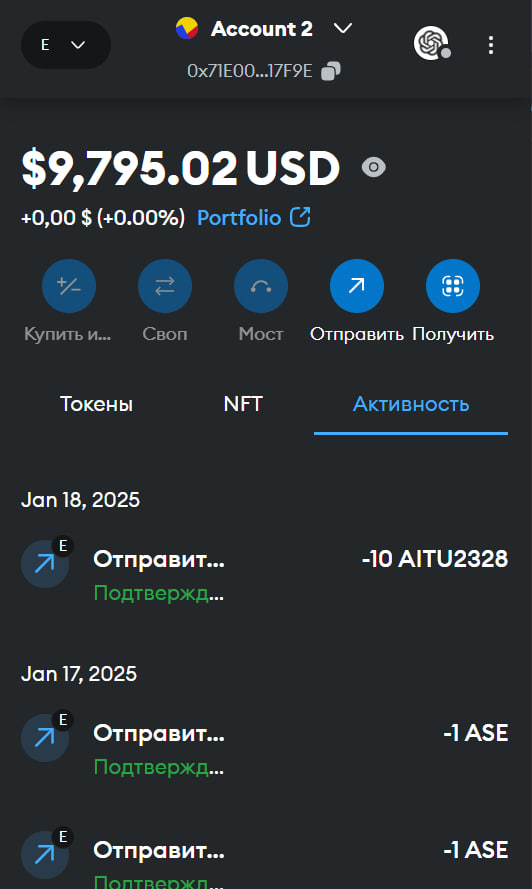 E
Account 2
0x71E00...17F9E
$9,795.02 USD
+0,00 $ (+0.00%) Portfolio
Купить и... Своп Мост Отправить Получить
Токены NFT Активность
Jan 18, 2025
E
Отправит... -10 AITU2328
Подтвержд...
Jan 17, 2025
E
Отправит... -1 ASE
Подтвержд...
E
Отправит... -1 ASE
Подтвержд...